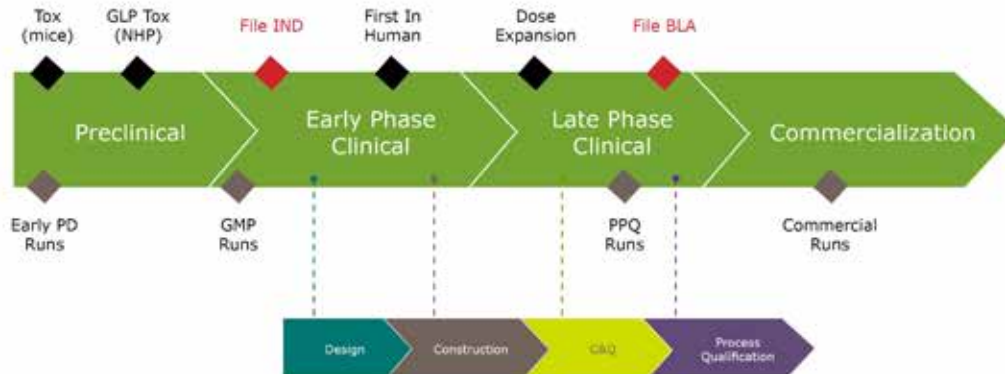 Tox
(mice)
GLP Tox
(NHP)
File IND
First In
Human
Dose
Expansion
File BLA
Preclinical
Early Phase
Clinical
Late Phase
Clinical
Commercialization
Early PD
Runs
GMP
Runs
PPQ
Runs
Commercial
Runs
Design
Construction
C&Q
Process
Qualification